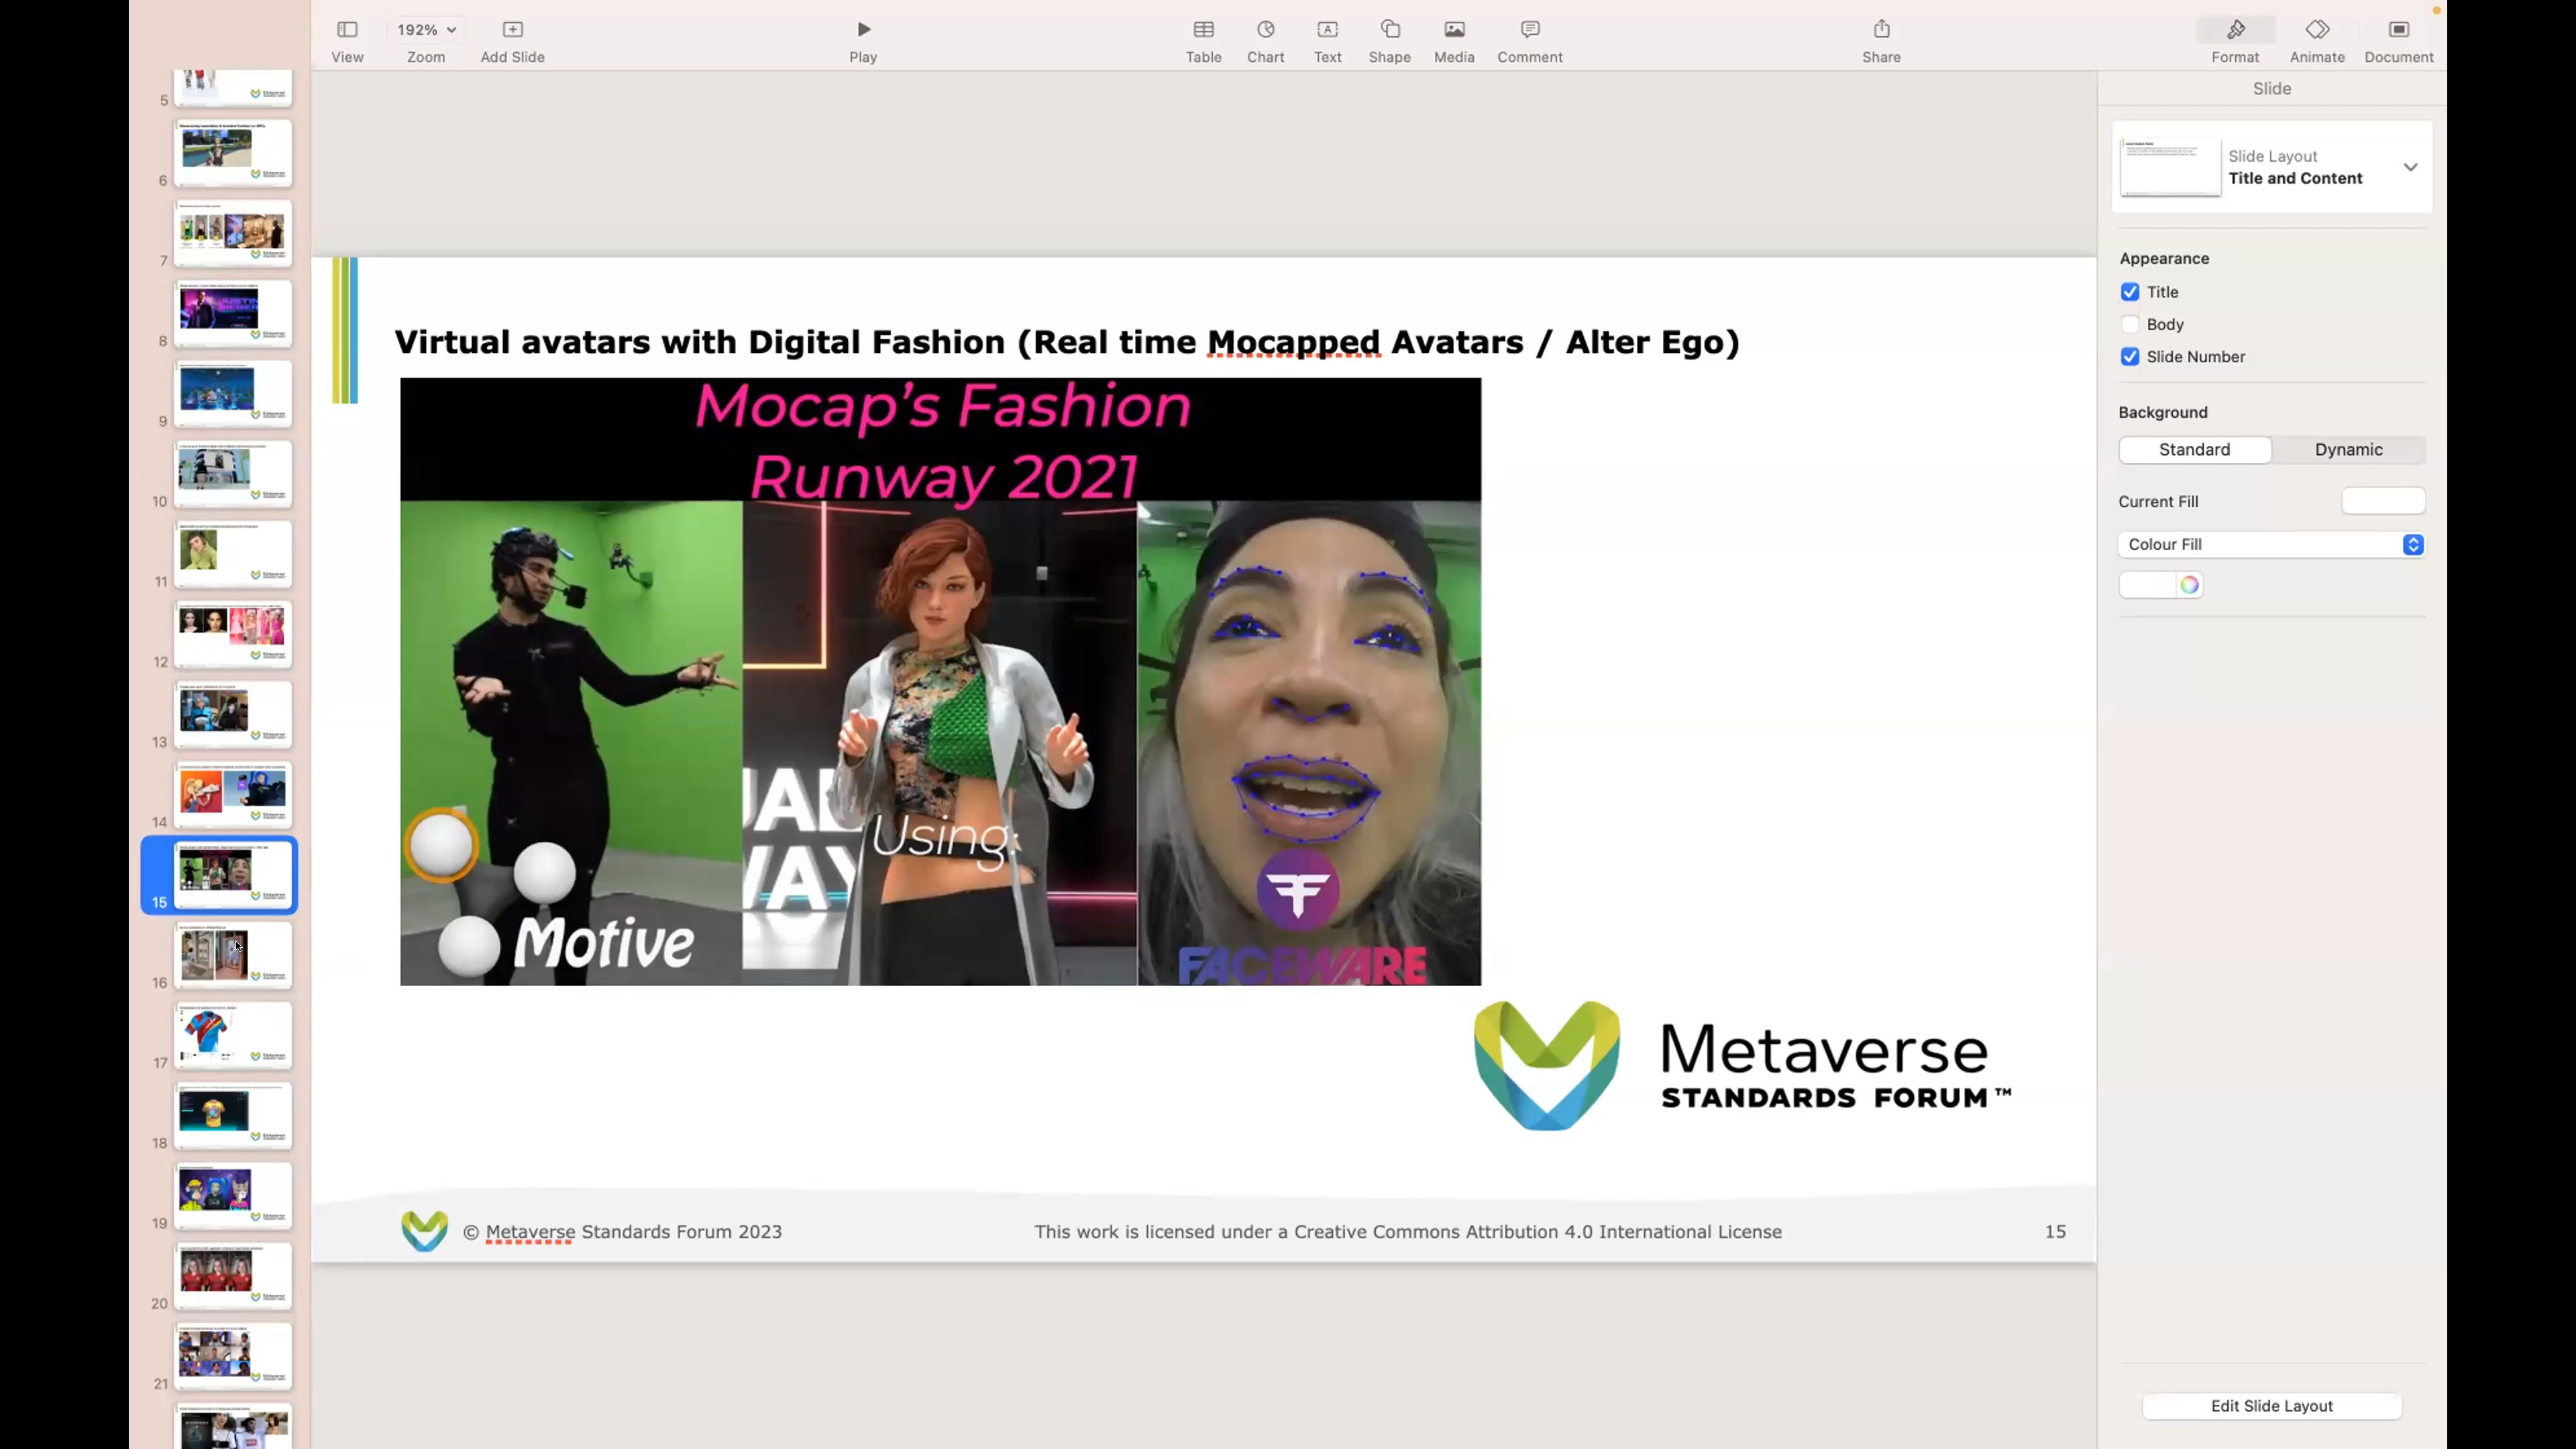 192%
View
Zoom
Add Slide
Play
Table
Chart
Text
Shape
Media
Comment
Share
Format
Animate
Document
5
6
7
8
9
10
11
12
13
14
15
16
17
18
19
20
21
Virtual avatars with Digital Fashion (Real time Mocapped Avatars / Alter Ego)
Mocap’s Fashion
Runway 2021
Using:
Motive
FACEWARE
Metaverse
STANDARDS FORUM™
© Metaverse Standards Forum 2023
This work is licensed under a Creative Commons Attribution 4.0 International License
15
Slide
Slide Layout
Title and Content
Appearance
Title
Body
Slide Number
Background
Standard
Dynamic
Current Fill
Colour Fill
Edit Slide Layout